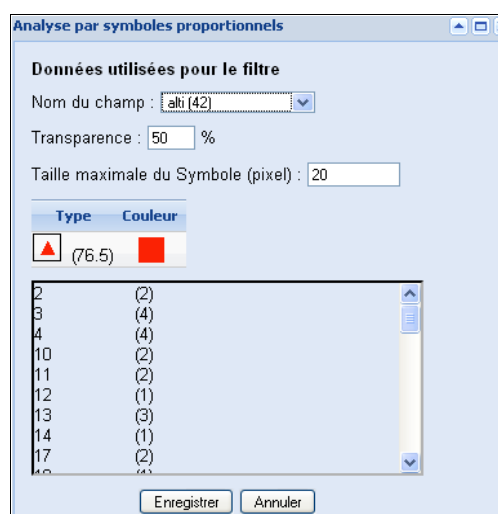 Analyse par symboles proportionnels
Données utilisées pour le filtre
Nom du champ : alti (42)
Transparence : 50 %
Taille maximale du Symbole (pixel) : 20
Type Couleur
(76.5)
2 (2)
3 (4)
4 (4)
10 (2)
11 (2)
12 (1)
13 (3)
14 (1)
17 (2)
Enregistrer Annuler